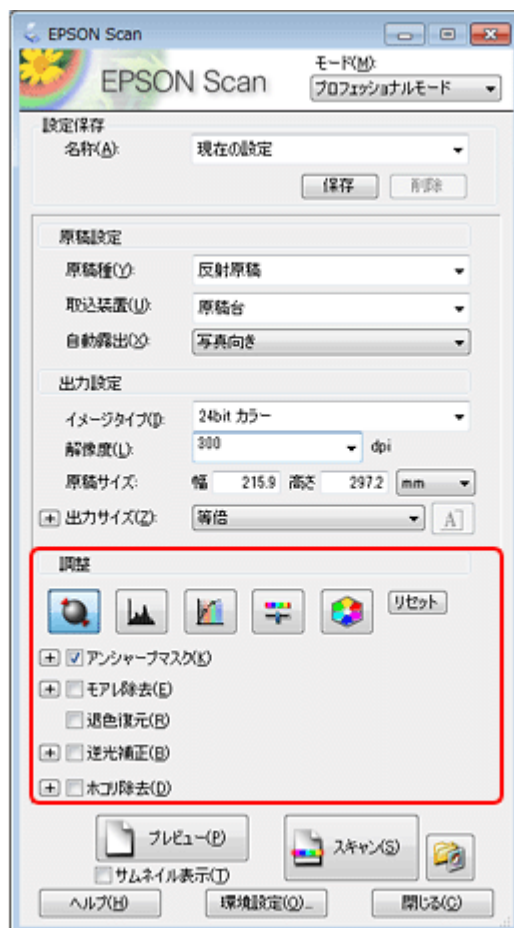 EPSON Scan
EPSON Scan
モード(M):
プロフェッショナルモード
設定保存
名称(A):
現在の設定
保存
削除
原稿設定
原稿種(Y):
反射原稿
取込装置(U):
原稿台
自動露出(X):
写真向き
出力設定
イメージタイプ(I):
24bit カラー
解像度(L):
300
dpi
原稿サイズ:
幅 215.9 高さ 297.2 mm
出力サイズ(Z):
等倍
調整
リセット
アンシャープマスク(K)
モアレ除去(E)
退色復元(R)
逆光補正(B)
ホコリ除去(D)
プレビュー(P)
スキャン(S)
サムネイル表示(T)
ヘルプ(H)
環境設定(O)...
閉じる(C)